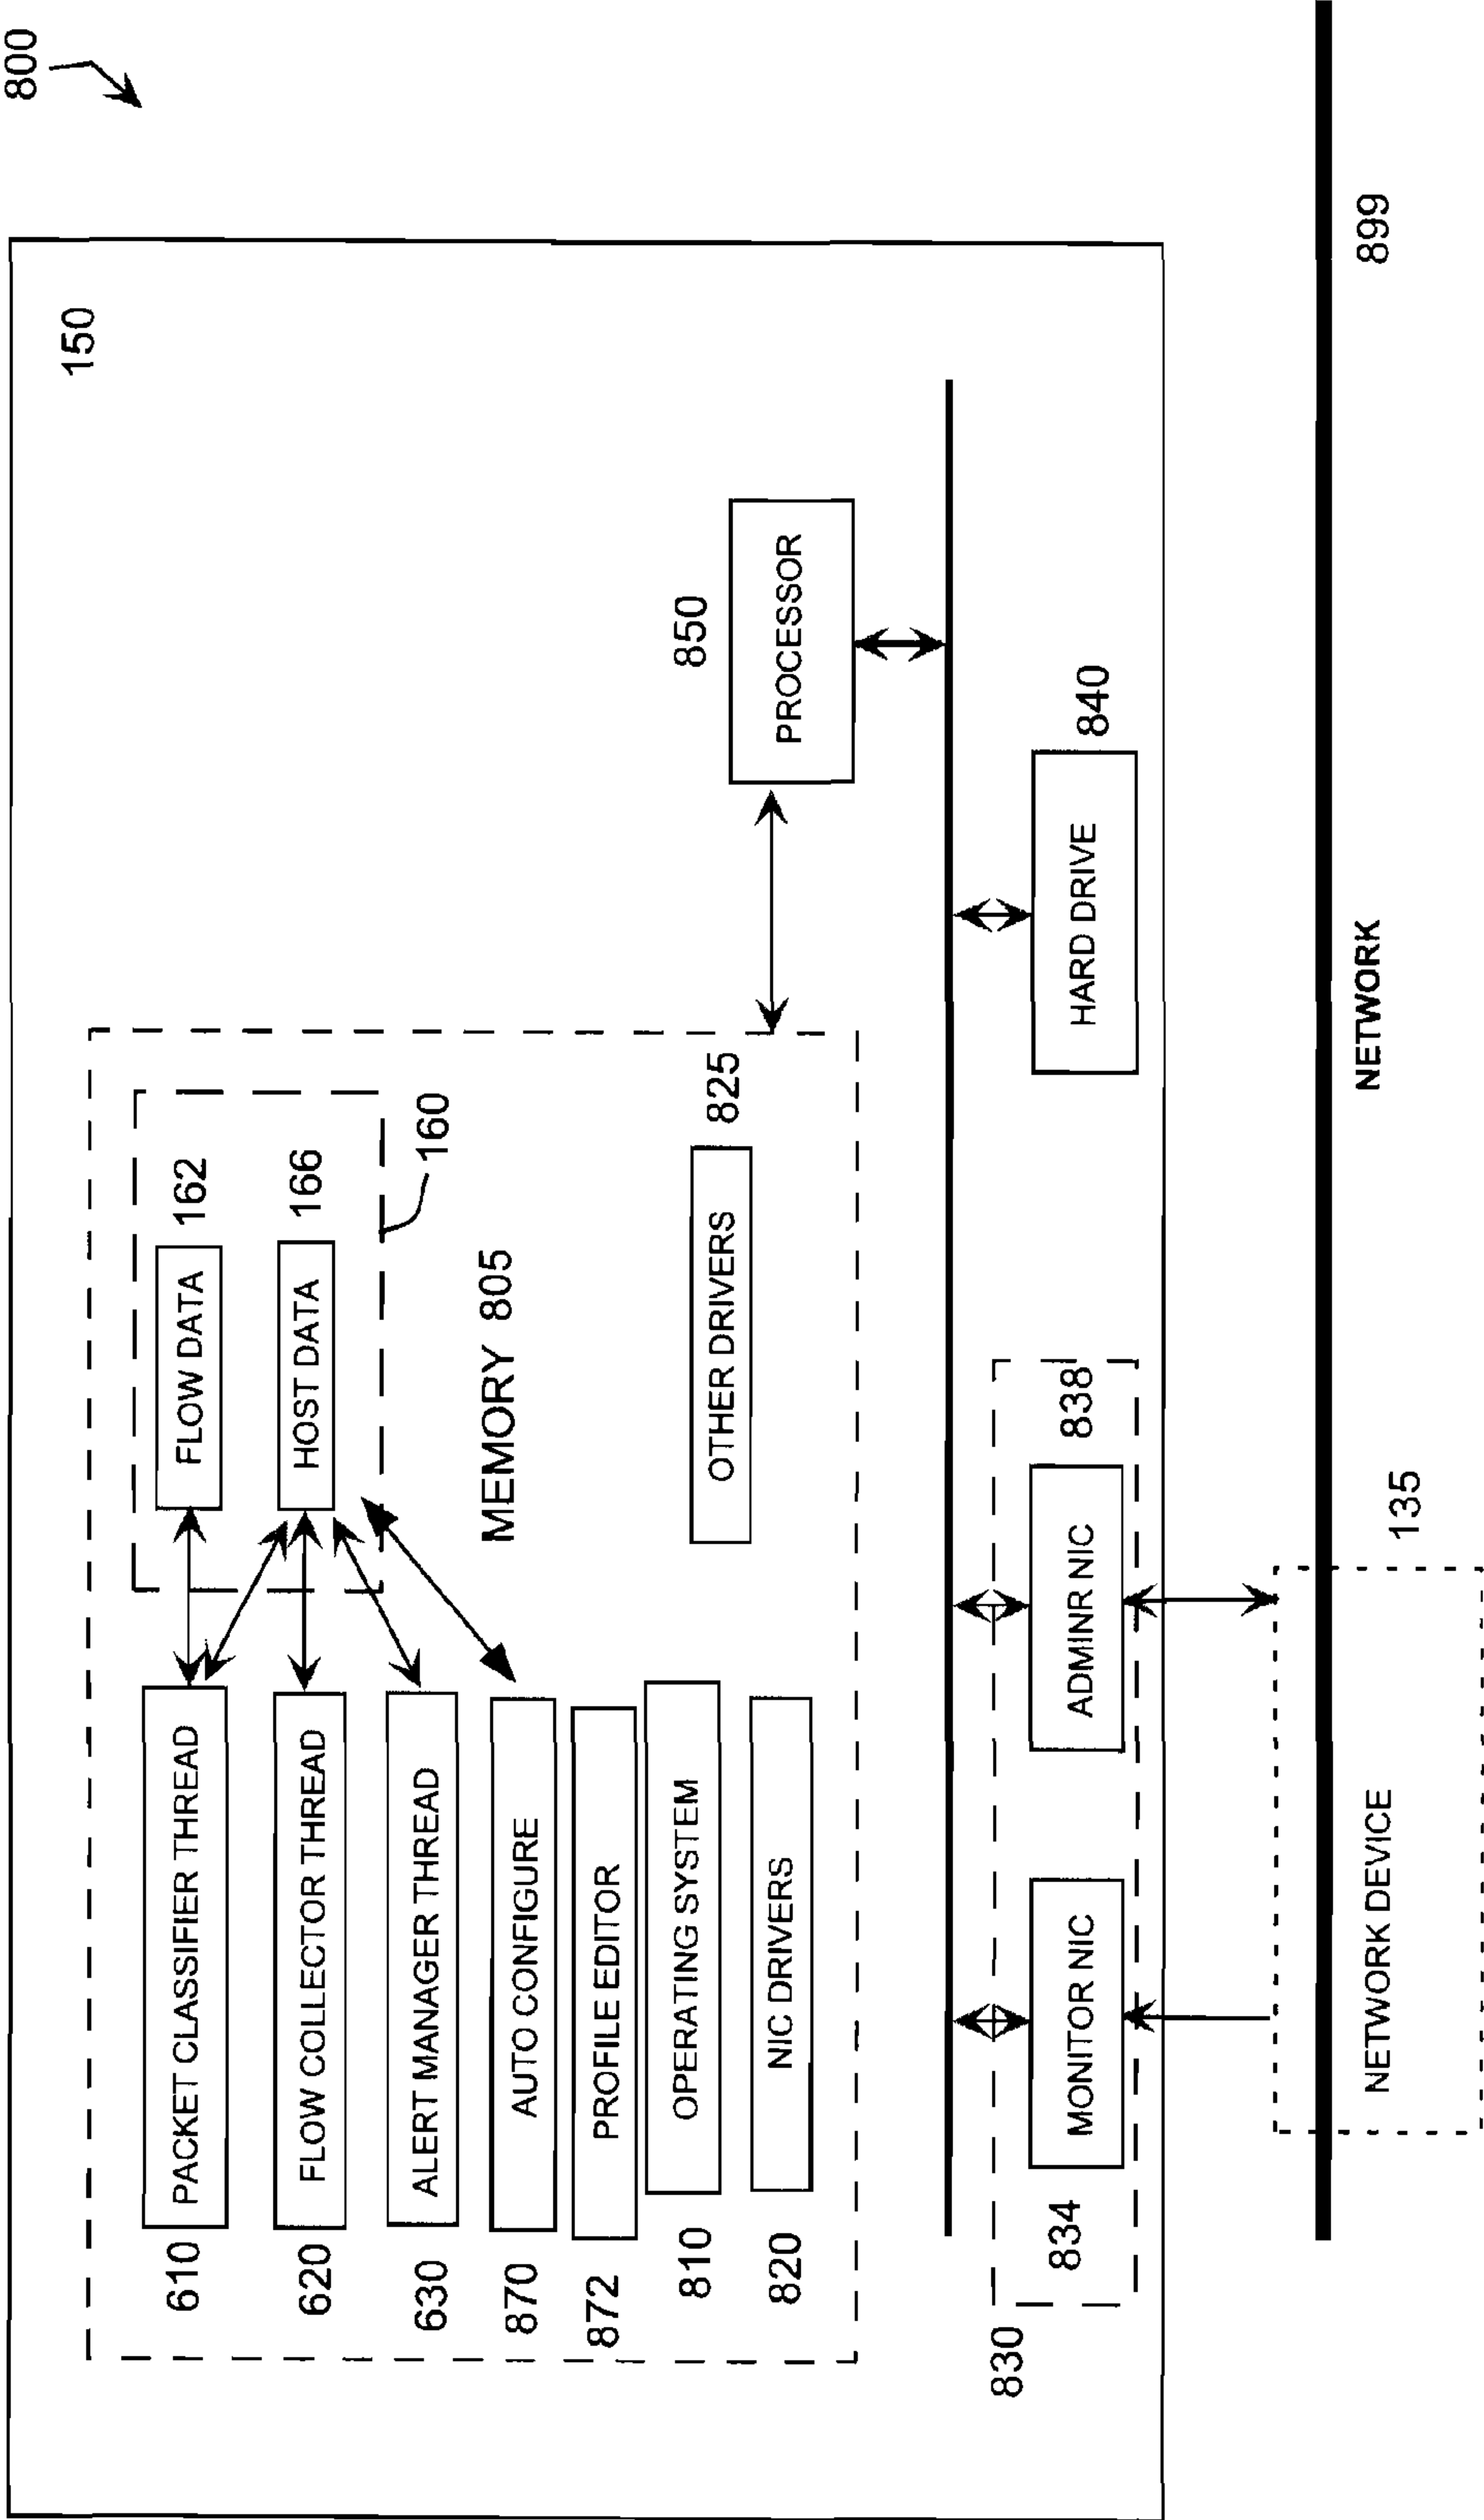 800
150
610 PACKET CLASSIFIER THREAD
FLOW DATA 162
620 FLOW COLLECTOR THREAD
HOST DATA 166
630 ALERT MANAGER THREAD
160
870 AUTO CONFIGURE
MEMORY 805
872 PROFILE EDITOR
810 OPERATING SYSTEM
OTHER DRIVERS 825
850
820 NIC DRIVERS
PROCESSOR
830
834 MONITOR NIC
ADMINR NIC 838
HARD DRIVE 840
NETWORK DEVICE
135
NETWORK
899